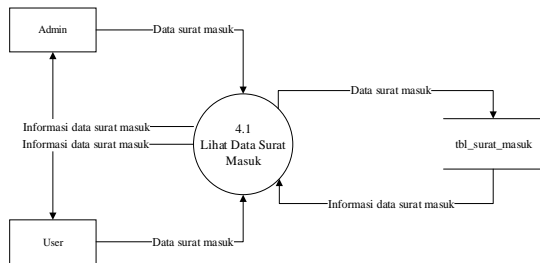 Admin
Data surat masuk
Data surat masuk
Informasi data surat masuk
Informasi data surat masuk
4.1
Lihat Data Surat
Masuk
tbl_surat_masuk
Informasi data surat masuk
User
Data surat masuk